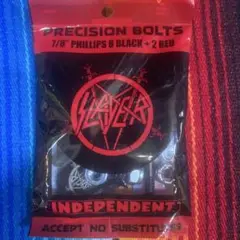 PRECISION BOLTS
7/8" PHILLIPS 6 BLACK + 2 RED
SLAYER
INDEPENDENT
ACCEPT NO SUBSTITUTES